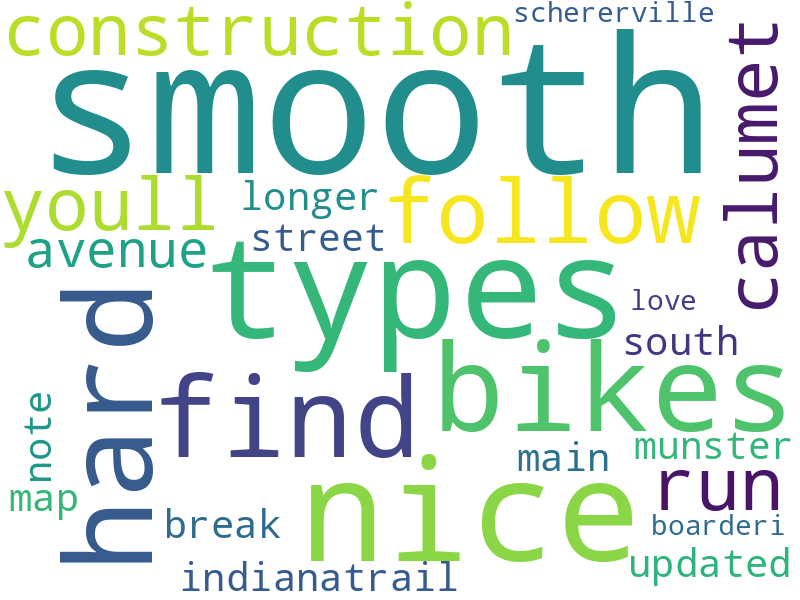 schererville
construction
smooth
calumet
youll
longer
follow
avenue
street
types
love
south
hard
bikes
find
note
main
munster
nice
run
map
break
boarderi
updated
indianatrail